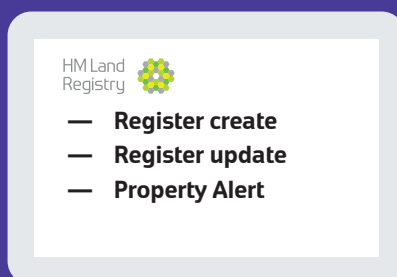 HM Land
Registry
— Register create
— Register update
— Property Alert